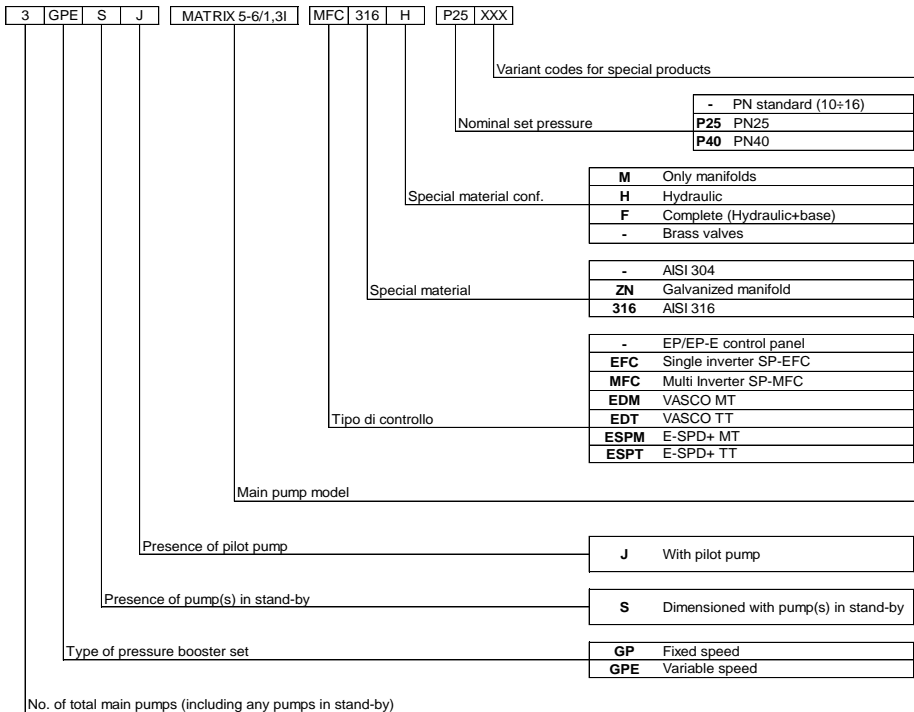 3 GPE S J MATRIX 5-6/1,3I MFC 316 H P25 XXX
Variant codes for special products
- PN standard (10÷16)
Nominal set pressure P25 PN25
P40 PN40
M Only manifolds
Special material conf. H Hydraulic
F Complete (Hydraulic+base)
- Brass valves
- AISI 304
Special material ZN Galvanized manifold
316 AISI 316
- EP/EP-E control panel
EFC Single inverter SP-EFC
MFC Multi Inverter SP-MFC
EDM VASCO MT
Tipo di controllo EDT VASCO TT
ESPM E-SPD+ MT
ESPT E-SPD+ TT
Main pump model
Presence of pilot pump
J With pilot pump
Presence of pump(s) in stand-by
S Dimensioned with pump(s) in stand-by
Type of pressure booster set GP Fixed speed
GPE Variable speed
No. of total main pumps (including any pumps in stand-by)